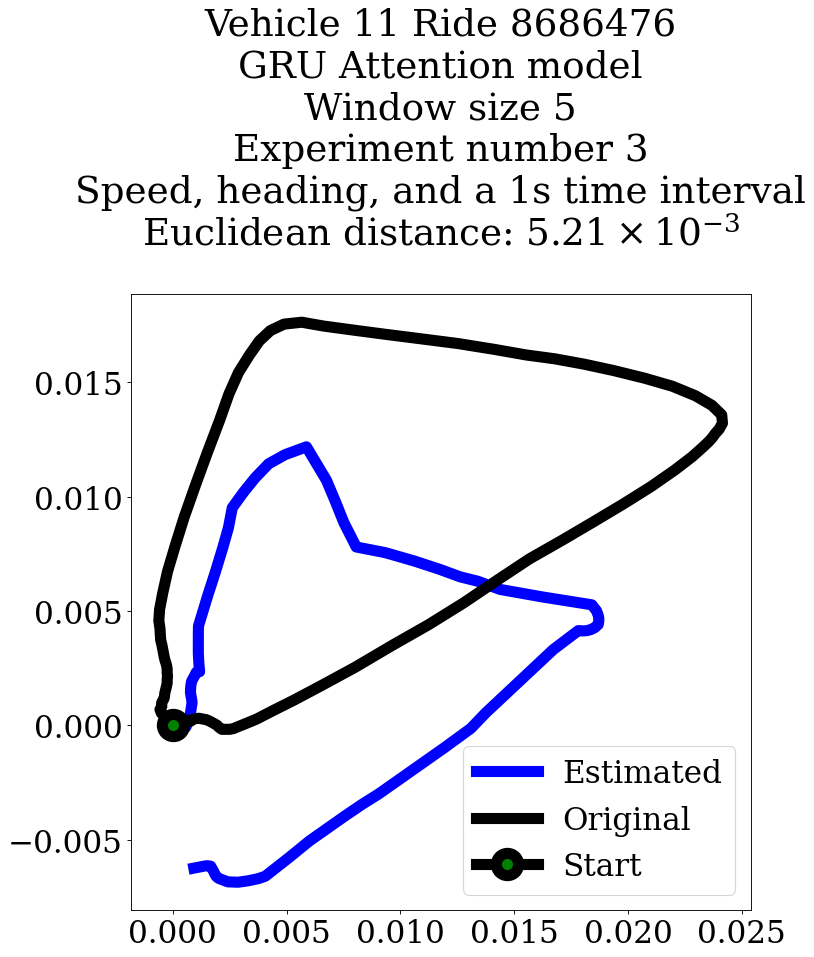 Vehicle 11 Ride 8686476
GRU Attention model
Window size 5
Experiment number 3
Speed, heading, and a 1s time interval
Euclidean distance: 5.21 × 10⁻³
0.015
0.010
0.005
0.000
−0.005
Estimated
Original
Start
0.000 0.005 0.010 0.015 0.020 0.025